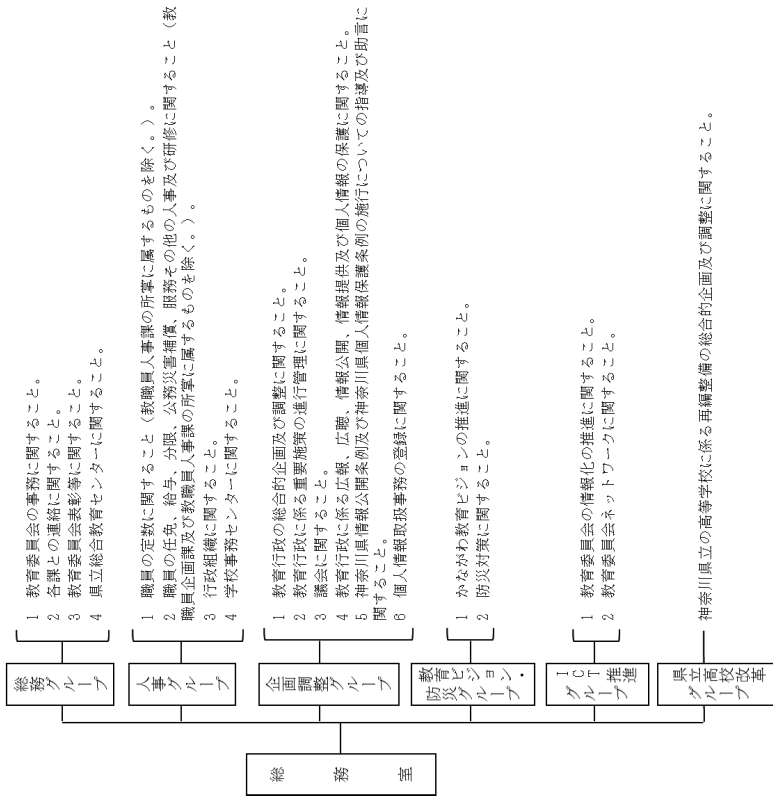 総務室
総務グループ
1 教育委員会の事務に関すること。
2 各課との連絡に関すること。
3 教育委員会表彰等に関すること。
4 県立総合教育センターに関すること。
人事グループ
1 職員の定数に関すること（教職員人事課の所掌に属するものを除く。）。
2 職員の任免、給与、分限、公務災害補償、服務その他の人事及び研修に関すること（教
職員企画課及び教職員人事課の所掌に属するものを除く。）。
3 行政組織に関すること。
4 学校事務センターに関すること。
企画調整グループ
1 教育行政の総合的企画及び調整に関すること。
2 教育行政に係る重要施策の進行管理に関すること。
3 議会に関すること。
4 教育行政に係る広報、広聴、情報公開、情報提供及び個人情報の保護に関すること。
5 神奈川県情報公開条例及び神奈川県個人情報保護条例の施行についての指導及び助言に
関すること。
6 個人情報取扱事務の登録に関すること。
教育ビジョン・
防災グループ
1 かながわ教育ビジョンの推進に関すること。
2 防災対策に関すること。
ICT推進
グループ
1 教育委員会の情報化の推進に関すること。
2 教育委員会ネットワークに関すること。
県立高校改革
グループ
神奈川県立の高等学校に係る再編整備の総合的企画及び調整に関すること。